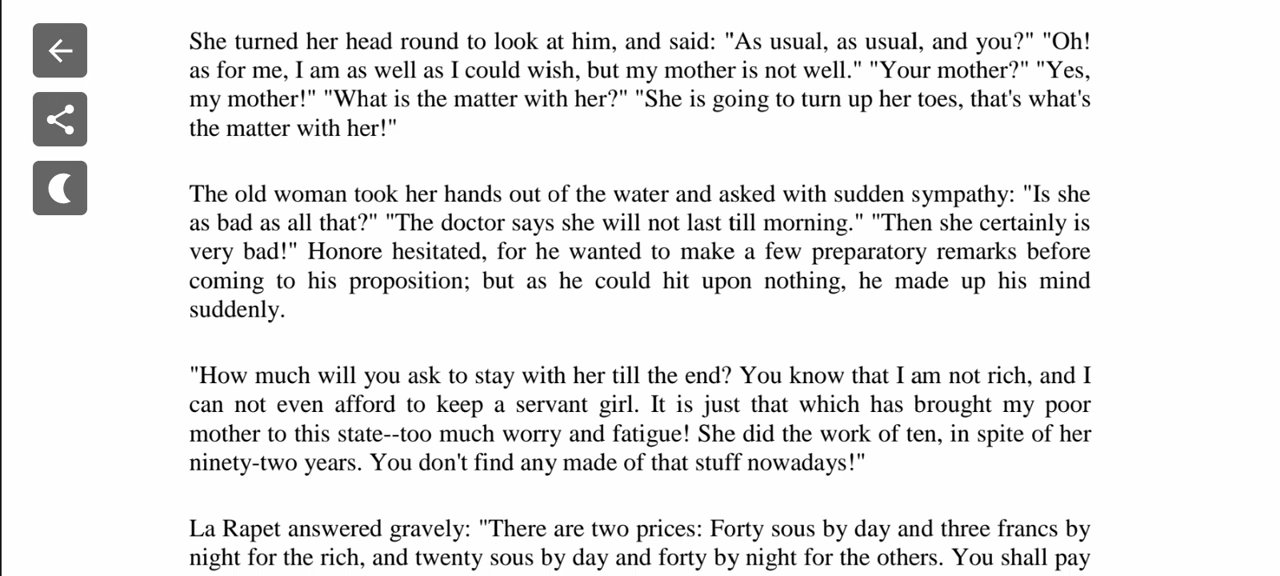 She turned her head round to look at him, and said: "As usual, as usual, and you?" "Oh!
as for me, I am as well as I could wish, but my mother is not well." "Your mother?" "Yes,
my mother!" "What is the matter with her?" "She is going to turn up her toes, that's what's
the matter with her!"
The old woman took her hands out of the water and asked with sudden sympathy: "Is she
as bad as all that?" "The doctor says she will not last till morning." "Then she certainly is
very bad!" Honore hesitated, for he wanted to make a few preparatory remarks before
coming to his proposition; but as he could hit upon nothing, he made up his mind
suddenly.
"How much will you ask to stay with her till the end? You know that I am not rich, and I
can not even afford to keep a servant girl. It is just that which has brought my poor
mother to this state--too much worry and fatigue! She did the work of ten, in spite of her
ninety-two years. You don't find any made of that stuff nowadays!"
La Rapet answered gravely: "There are two prices: Forty sous by day and three francs by
night for the rich, and twenty sous by day and forty by night for the others. You shall pay